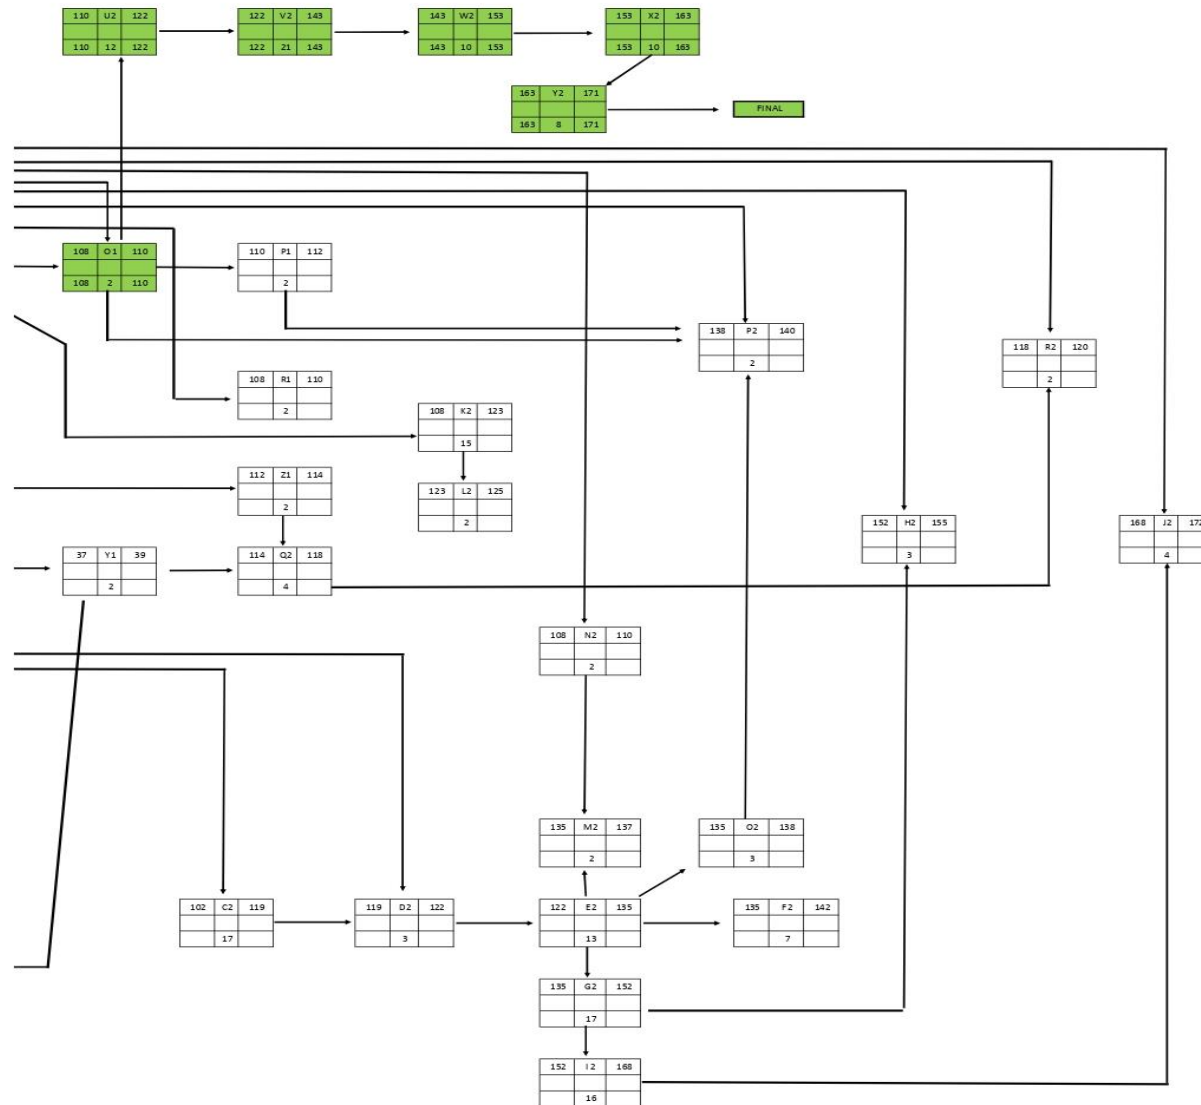 110 U2 122
110 12 122
122 V2 143
122 21 143
143 W2 153
143 10 153
153 X2 163
153 10 163
163 Y2 171
163 8 171
FINAL
108 O1 110
108 2 110
110 P1 112
2
138 P2 140
2
118 R2 120
2
108 R1 110
2
108 K2 123
15
112 Z1 114
2
123 L2 125
2
152 H2 155
3
168 J2 172
4
37 Y1 39
2
114 Q2 118
4
108 N2 110
2
135 M2 137
2
135 O2 138
3
102 C2 119
17
119 D2 122
3
122 E2 135
13
135 F2 142
7
135 G2 152
17
152 I2 168
16